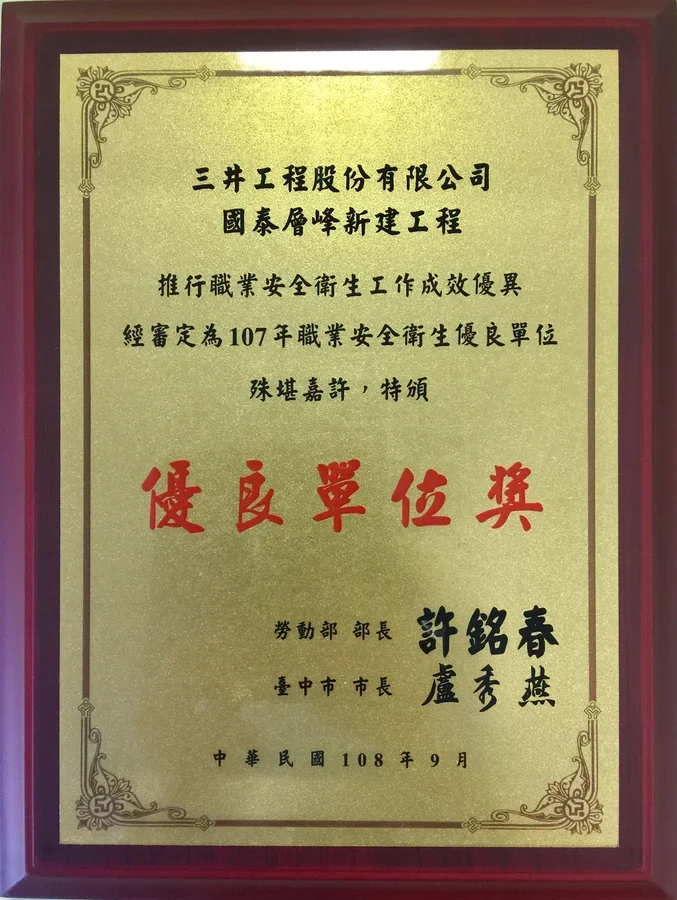 三井工程股份有限公司
國泰層峰新建工程
推行職業安全衛生工作成效優異
經審定為107年職業安全衛生優良單位
殊堪嘉許，特頒
優良單位獎
勞動部 部長 許銘春
臺中市 市長 盧秀燕
中華民國108年9月